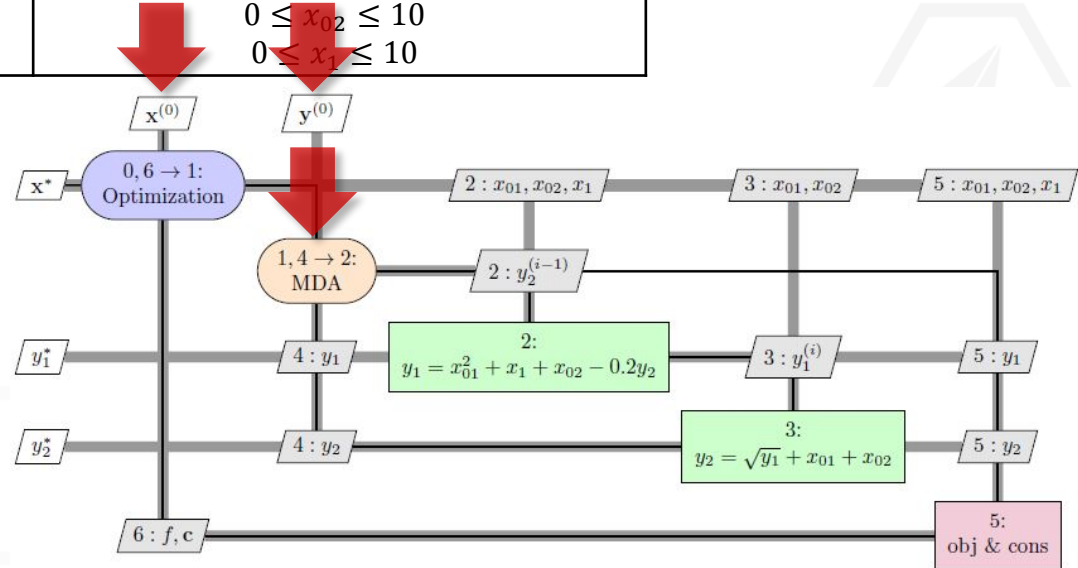 0 ≤ x₀₂ ≤ 10
0 ≤ x₁ ≤ 10
x⁽⁰⁾
y⁽⁰⁾
x*
0, 6 → 1:
Optimization
2 : x₀₁, x₀₂, x₁
3 : x₀₁, x₀₂
5 : x₀₁, x₀₂, x₁
1, 4 → 2:
MDA
2 : y₂⁽ⁱ⁻¹⁾
y₁*
4 : y₁
2:
y₁ = x₀₁² + x₁ + x₀₂ − 0.2y₂
3 : y₁⁽ⁱ⁾
5 : y₁
y₂*
4 : y₂
3:
y₂ = √y₁ + x₀₁ + x₀₂
5 : y₂
6 : f, c
5:
obj & cons